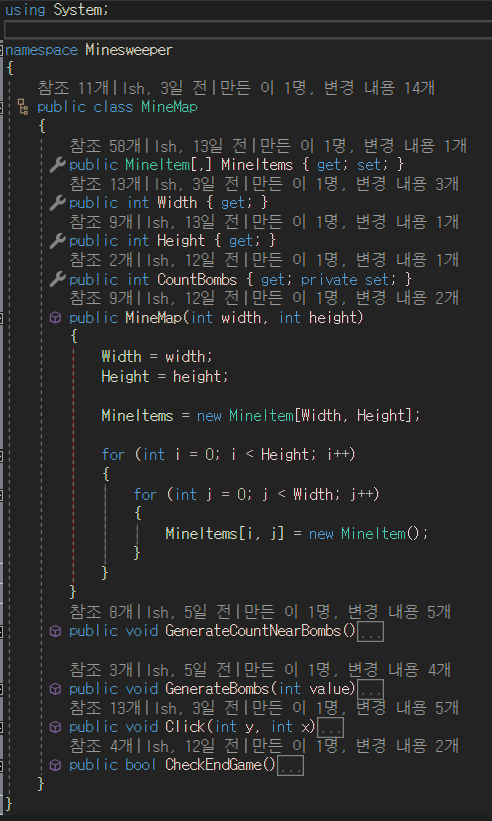 using System;
namespace Minesweeper
{
참조 11개|lsh, 3일 전|만든 이 1명, 변경 내용 14개
public class MineMap
{
참조 58개|lsh, 13일 전|만든 이 1명, 변경 내용 1개
public MineItem[,] MineItems { get; set; }
참조 13개|lsh, 3일 전|만든 이 1명, 변경 내용 3개
public int Width { get; }
참조 9개|lsh, 13일 전|만든 이 1명, 변경 내용 1개
public int Height { get; }
참조 2개|lsh, 12일 전|만든 이 1명, 변경 내용 1개
public int CountBombs { get; private set; }
참조 9개|lsh, 12일 전|만든 이 1명, 변경 내용 2개
public MineMap(int width, int height)
{
Width = width;
Height = height;
MineItems = new MineItem[Width, Height];
for (int i = 0; i < Height; i++)
{
for (int j = 0; j < Width; j++)
{
MineItems[i, j] = new MineItem();
}
}
}
참조 8개|lsh, 5일 전|만든 이 1명, 변경 내용 5개
public void GenerateCountNearBombs()...
참조 3개|lsh, 5일 전|만든 이 1명, 변경 내용 4개
public void GenerateBombs(int value)...
참조 13개|lsh, 3일 전|만든 이 1명, 변경 내용 5개
public void Click(int y, int x)...
참조 4개|lsh, 12일 전|만든 이 1명, 변경 내용 2개
public bool CheckEndGame()...
}
}